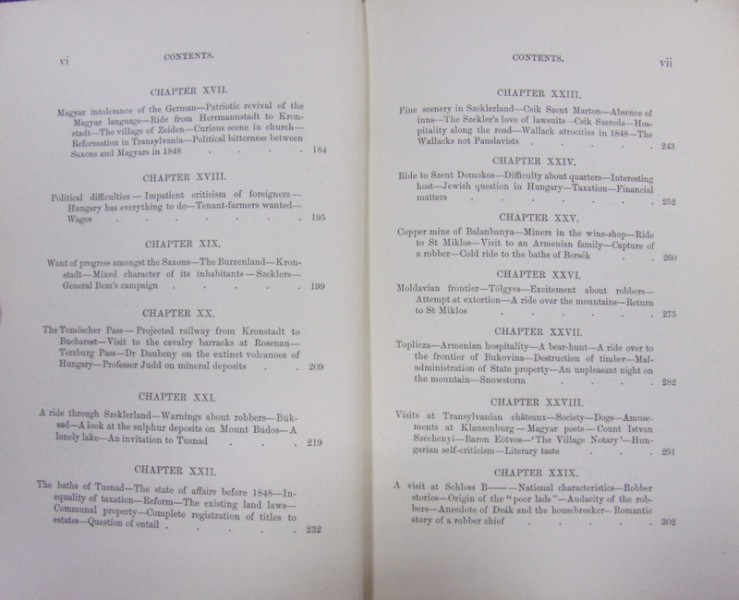 vi
CONTENTS.
CHAPTER XVII.
Magyar intolerance of the German—Patriotic revival of the
Magyar language—Ride from Herrmannstadt to Kron-
stadt—The village of Zeiden—Curious scene in church—
Reformation in Transylvania—Political bitterness between
Saxons and Magyars in 1848 . . . . 184
CHAPTER XVIII.
Political difficulties—Impatient criticism of foreigners—
Hungary has everything to do—Tenant-farmers wanted—
Wages . . . . . . . 195
CHAPTER XIX.
Want of progress amongst the Saxons—The Burzenland—Kron-
stadt—Mixed character of its inhabitants—Szeklers—
General Bem's campaign . . . . . 199
CHAPTER XX.
The Tomöscher Pass—Projected railway from Kronstadt to
Bucharest—Visit to the cavalry barracks at Rosenau—
Terzburg Pass—Dr Daubeny on the extinct volcanoes of
Hungary—Professor Judd on mineral deposits . . 209
CHAPTER XXI.
A ride through Szeklerland—Warnings about robbers—Bük-
sad—A look at the sulphur deposits on Mount Büdos—A
lonely lake—An invitation to Tusnad . . . 219
CHAPTER XXII.
The baths of Tusnad—The state of affairs before 1848—In-
equality of taxation—Reform—The existing land laws—
Communal property—Complete registration of titles to
estates—Question of entail . . . . . 232
CONTENTS.
vii
CHAPTER XXIII.
Fine scenery in Szeklerland—Csik Szent Marton—Absence of
inns—The Szekler's love of lawsuits—Csik Szereda—Hos-
pitality along the road—Wallack atrocities in 1848—The
Wallacks not Panslavists . . . . . 243
CHAPTER XXIV.
Ride to Szent Domokos—Difficulty about quarters—Interesting
host—Jewish question in Hungary—Taxation—Financial
matters . . . . . . . 252
CHAPTER XXV.
Copper mine of Balanbanya—Miners in the wine-shop—Ride
to St Miklos—Visit to an Armenian family—Capture of
a robber—Cold ride to the baths of Borsék . . 260
CHAPTER XXVI.
Moldavian frontier—Tölgyes—Excitement about robbers—
Attempt at extortion—A ride over the mountains—Return
to St Miklos . . . . . . 275
CHAPTER XXVII.
Toplicza—Armenian hospitality—A bear-hunt—A ride over to
the frontier of Bukovina—Destruction of timber—Mal-
administration of State property—An unpleasant night on
the mountain—Snowstorm . . . . 282
CHAPTER XXVIII.
Visits at Transylvanian châteaux—Society—Dogs—Amuse-
ments at Klausenburg—Magyar poets—Count Istvan
Széchenyi—Baron Eötvos—'The Village Notary'—Hun-
garian self-criticism—Literary taste . . . 291
CHAPTER XXIX.
A visit at Schloss B——National characteristics—Robber
stories—Origin of the "poor lads"—Audacity of the rob-
bers—Anecdote of Deák and the housebreaker—Romantic
story of a robber chief . . . . . 302